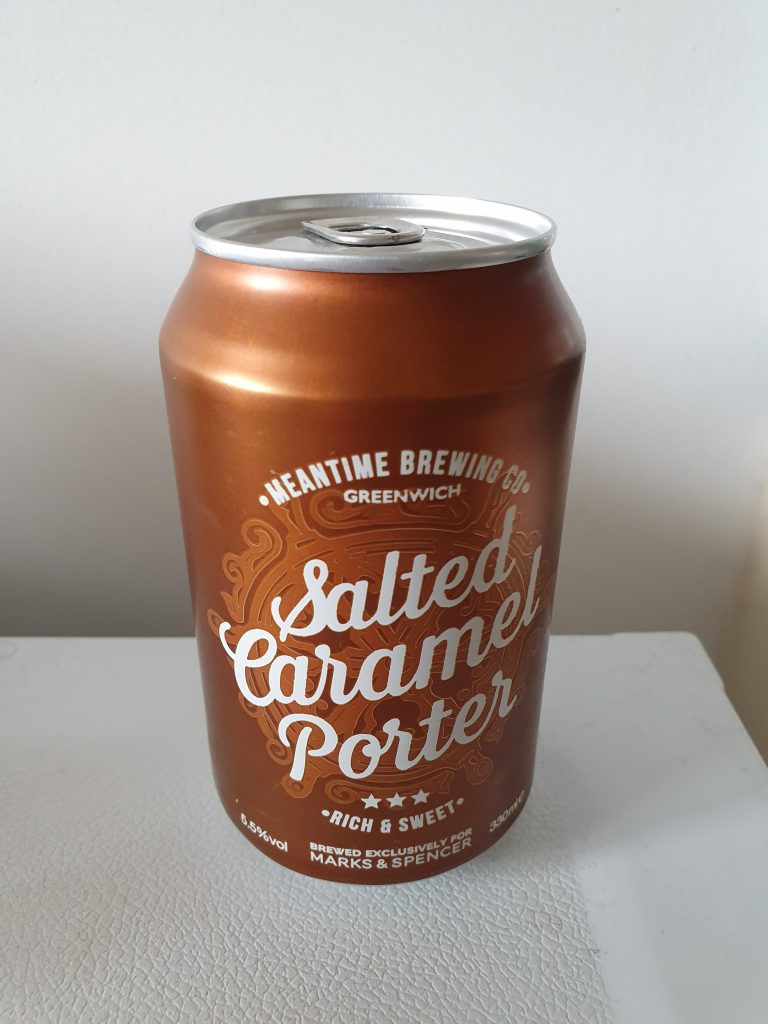 • MEANTIME BREWING CO •
GREENWICH
Salted
Caramel
Porter
• RICH & SWEET •
5.5%vol
BREWED EXCLUSIVELY FOR
MARKS & SPENCER
330ml e